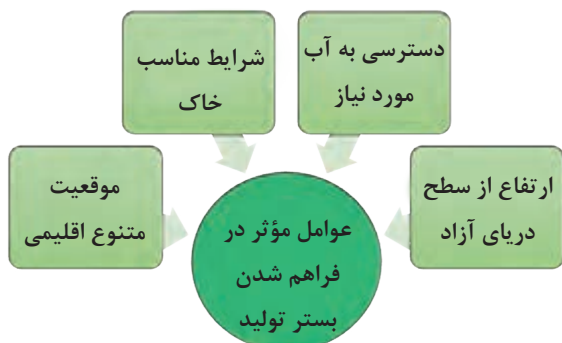 دسترسی به آب
مورد نیاز
شرایط مناسب
خاک
ارتفاع از سطح
دریای آزاد
موقعیت
متنوع اقلیمی
عوامل مؤثر در
فراهم شدن
بستر تولید